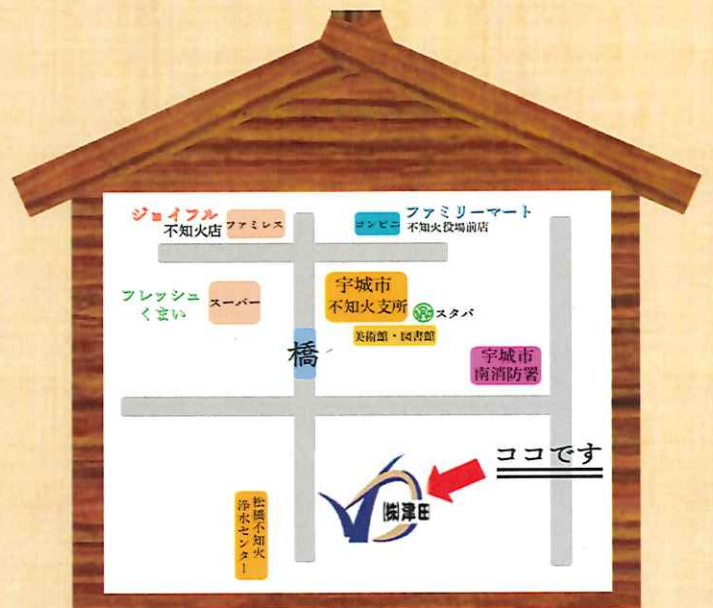 ジョイフル
不知火店
ファミレス
コンビニ
ファミリーマート
不知火役場前店
フレッシュ
くまい
スーパー
宇城市
不知火支所
スタバ
美術館・図書館
橋
宇城市
南消防署
ココです
㈱津田
松橋不知火
浄水センター